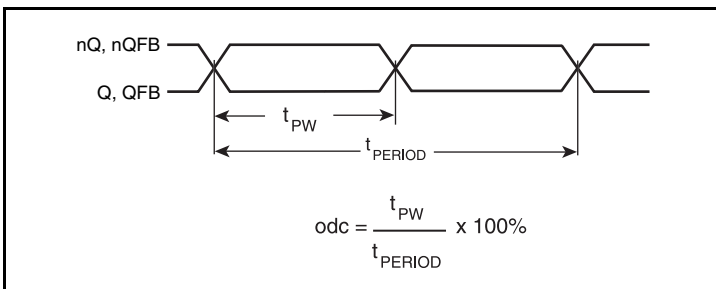 nQ, nQFB
Q, QFB
tPW
tPERIOD
odc = tPW / tPERIOD x 100%